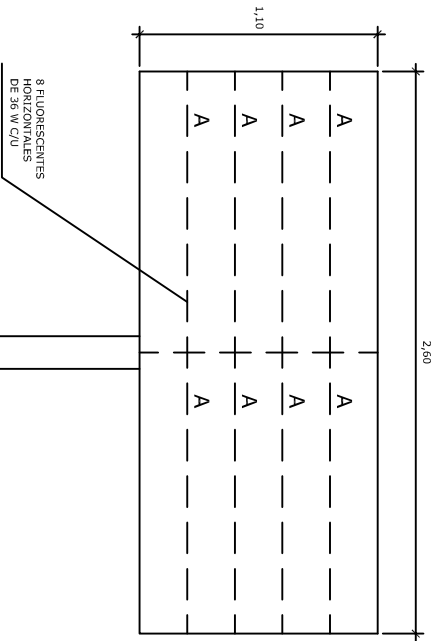 2,60
1,10
A A
A A
A A
A A
8 FLUORESCENTES
HORIZONTALES
DE 36 W C/U